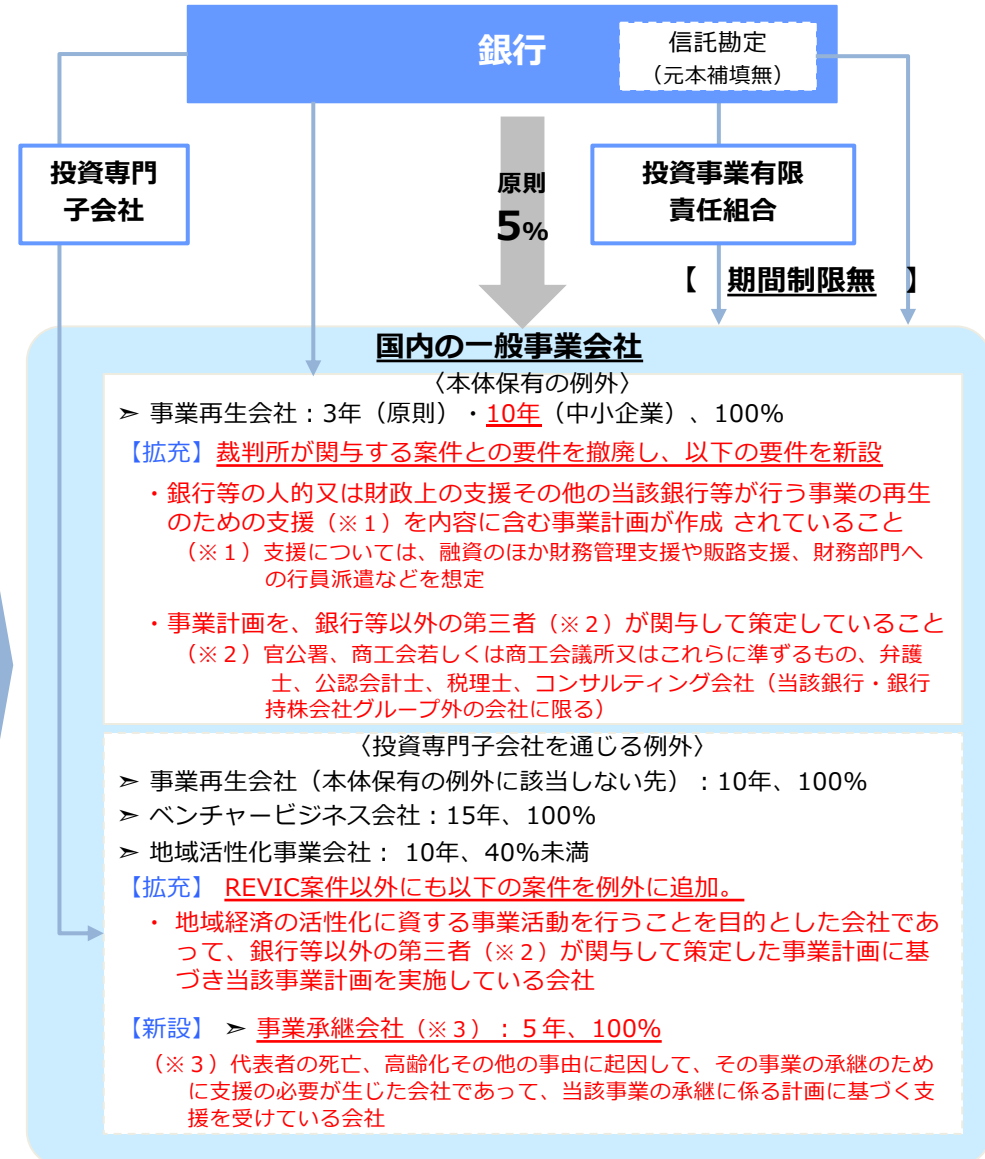 銀行
信託勘定
（元本補填無）
投資専門
子会社
原則
5%
投資事業有限
責任組合
【 期間制限無 】
国内の一般事業会社
〈本体保有の例外〉
➣ 事業再生会社：3年（原則）・10年（中小企業）、100%
【拡充】裁判所が関与する案件との要件を撤廃し、以下の要件を新設
・銀行等の人的又は財政上の支援その他の当該銀行等が行う事業の再生
のための支援（※１）を内容に含む事業計画が作成 されていること
（※１）支援については、融資のほか財務管理支援や販路支援、財務部門へ
の行員派遣などを想定
・事業計画を、銀行等以外の第三者（※２）が関与して策定していること
（※２）官公署、商工会若しくは商工会議所又はこれらに準ずるもの、弁護
士、公認会計士、税理士、コンサルティング会社（当該銀行・銀行
持株会社グループ外の会社に限る）
〈投資専門子会社を通じる例外〉
➣ 事業再生会社（本体保有の例外に該当しない先）：10年、100%
➣ ベンチャービジネス会社：15年、100%
➣ 地域活性化事業会社： 10年、40%未満
【拡充】 REVIC案件以外にも以下の案件を例外に追加。
・ 地域経済の活性化に資する事業活動を行うことを目的とした会社であ
って、銀行等以外の第三者（※２）が関与して策定した事業計画に基
づき当該事業計画を実施している会社
【新設】 ➣ 事業承継会社（※３）：５年、100%
（※３）代表者の死亡、高齢化その他の事由に起因して、その事業の承継のため
に支援の必要が生じた会社であって、当該事業の承継に係る計画に基づく支
援を受けている会社